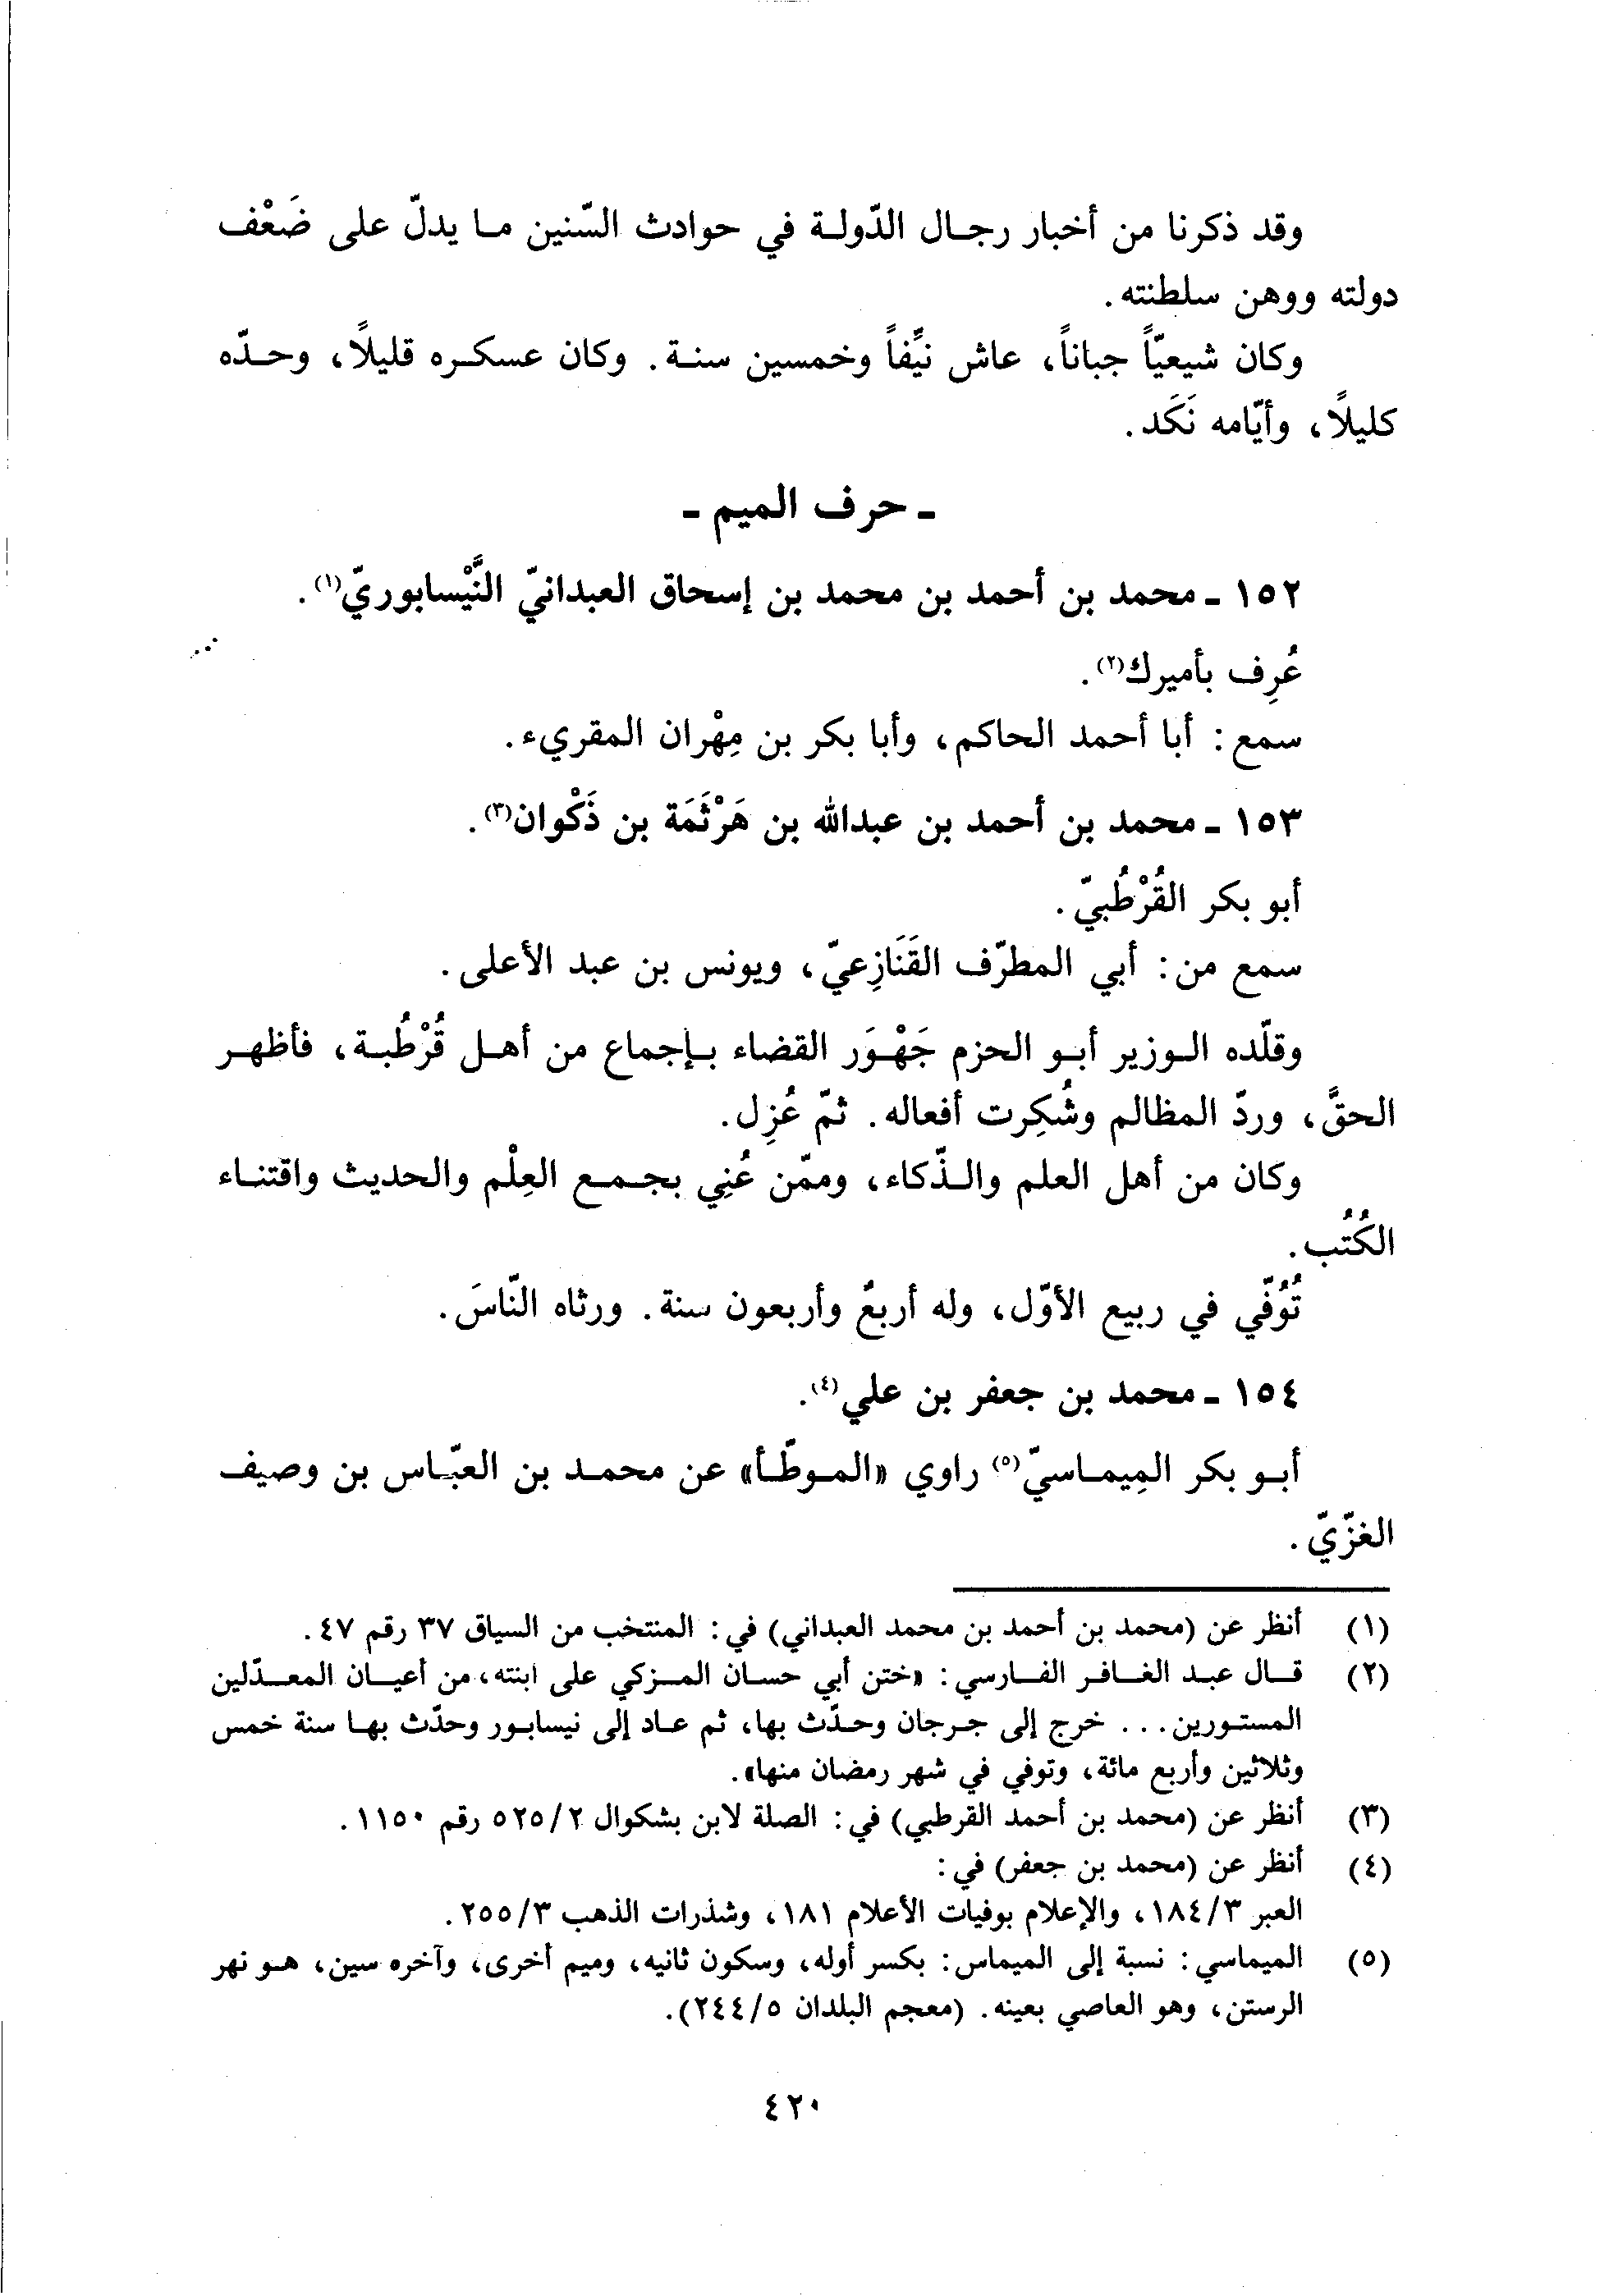 وقد ذكرنا من أخبار رجال الدّولة في حوادث السّنين ما يدلّ على ضَعْف
دولته ووهن سلطنته.
وكان شيعيّاً جباناً، عاش نيِّفاً وخمسين سنة. وكان عسكره قليلاً، وحدّه
كليلاً، وأيّامه نَكَد.
ـ حرف الميم ـ
١٥٢ ـ محمد بن أحمد بن محمد بن إسحاق العبدانيّ النَّيْسابوريّ(١).
عُرِف بأميرك(٢).
سمع: أبا أحمد الحاكم، وأبا بكر بن مِهْران المقريء.
١٥٣ ـ محمد بن أحمد بن عبدالله بن هَرْثَمَة بن ذَكْوان(٣).
أبو بكر القُرْطُبيّ.
سمع من: أبي المطرّف القَنَازِعيّ، ويونس بن عبد الأعلى.
وقلّده الوزير أبو الحزم جَهْوَر القضاء بإجماع من أهل قُرْطُبة، فأظهر
الحقَّ، وردّ المظالم وشُكِرت أفعاله. ثمّ عُزِل.
وكان من أهل العلم والذّكاء، وممّن عُنِي بجمع العِلْم والحديث واقتناء
الكُتُب.
تُوُفّي في ربيع الأوّل، وله أربعٌ وأربعون سنة. ورثاه النّاسَ.
١٥٤ ـ محمد بن جعفر بن علي(٤).
أبو بكر المِيماسيّ(٥) راوي «الموطّأ» عن محمد بن العبّاس بن وصيف
الغزّيّ.
(١) أنظر عن (محمد بن أحمد بن محمد العبداني) في: المنتخب من السياق ٣٧ رقم ٤٧.
(٢) قال عبد الغافر الفارسي: «ختن أبي حسان المزكي على ابنته، من أعيان المعدّلين
المستورين... خرج إلى جرجان وحدّث بها، ثم عاد إلى نيسابور وحدّث بها سنة خمس
وثلاثين وأربع مائة، وتوفي في شهر رمضان منها».
(٣) أنظر عن (محمد بن أحمد القرطبي) في: الصلة لابن بشكوال ٥٢٥/٢ رقم ١١٥٠.
(٤) أنظر عن (محمد بن جعفر) في:
العبر ١٨٤/٣، والإعلام بوفيات الأعلام ١٨١، وشذرات الذهب ٢٥٥/٣.
(٥) الميماسي: نسبة إلى الميماس: بكسر أوله، وسكون ثانيه، وميم أخرى، وآخره سين، هو نهر
الرستن، وهو العاصي بعينه. (معجم البلدان ٢٤٤/٥).
٤٢٠